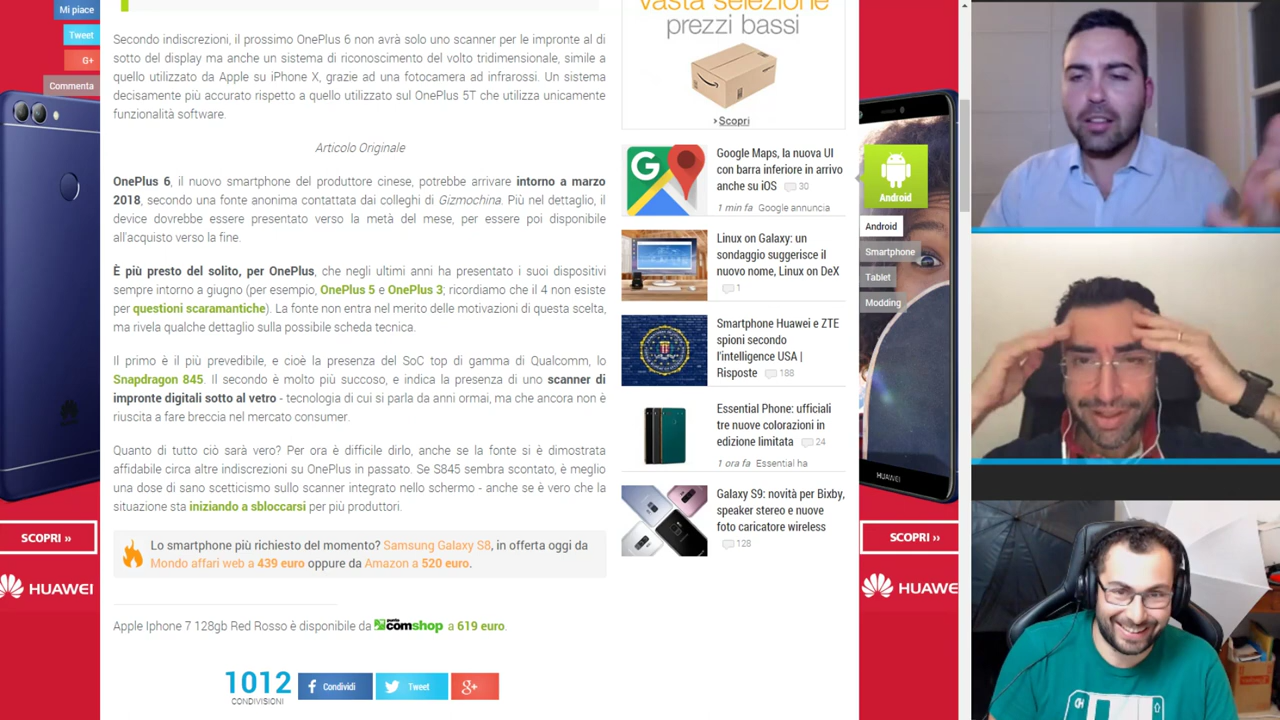 Mi piace
Tweet
G+
Commenta
Secondo indiscrezioni, il prossimo OnePlus 6 non avrà solo uno scanner per le impronte al di
sotto del display ma anche un sistema di riconoscimento del volto tridimensionale, simile a
quello utilizzato da Apple su iPhone X, grazie ad una fotocamera ad infrarossi. Un sistema
decisamente più accurato rispetto a quello utilizzato sul OnePlus 5T che utilizza unicamente
funzionalità software.
Articolo Originale
OnePlus 6, il nuovo smartphone del produttore cinese, potrebbe arrivare intorno a marzo
2018, secondo una fonte anonima contattata dai colleghi di Gizmochina. Più nel dettaglio, il
device dovrebbe essere presentato verso la metà del mese, per essere poi disponibile
all'acquisto verso la fine.
È più presto del solito, per OnePlus, che negli ultimi anni ha presentato i suoi dispositivi
sempre intorno a giugno (per esempio, OnePlus 5 e OnePlus 3; ricordiamo che il 4 non esiste
per questioni scaramantiche). La fonte non entra nel merito delle motivazioni di questa scelta,
ma rivela qualche dettaglio sulla possibile scheda tecnica.
Il primo è il più prevedibile, e cioè la presenza del SoC top di gamma di Qualcomm, lo
Snapdragon 845. Il secondo è molto più succoso, e indica la presenza di uno scanner di
impronte digitali sotto al vetro - tecnologia di cui si parla da anni ormai, ma che ancora non è
riuscita a fare breccia nel mercato consumer.
Quanto di tutto ciò sarà vero? Per ora è difficile dirlo, anche se la fonte si è dimostrata
affidabile circa altre indiscrezioni su OnePlus in passato. Se S845 sembra scontato, è meglio
una dose di sano scetticismo sullo scanner integrato nello schermo - anche se è vero che la
situazione sta iniziando a sbloccarsi per più produttori.
Lo smartphone più richiesto del momento? Samsung Galaxy S8, in offerta oggi da
Mondo affari web a 439 euro oppure da Amazon a 520 euro.
Apple Iphone 7 128gb Red Rosso è disponibile da punto comshop a 619 euro.
1012
CONDIVISIONI
Condividi
Tweet
G+
SCOPRI »
HUAWEI
vasta selezione
prezzi bassi
Scopri
Google Maps, la nuova UI
con barra inferiore in arrivo
anche su iOS 30
1 min fa Google annuncia
Linux on Galaxy: un
sondaggio suggerisce il
nuovo nome, Linux on DeX
1
Smartphone Huawei e ZTE
spioni secondo
l'intelligence USA |
Risposte 188
Essential Phone: ufficiali
tre nuove colorazioni in
edizione limitata 24
1 ora fa Essential ha
Galaxy S9: novità per Bixby,
speaker stereo e nuove
foto caricatore wireless
128
Android
Android
Smartphone
Tablet
Modding
HUAWEI
SCOPRI »
HUAWE